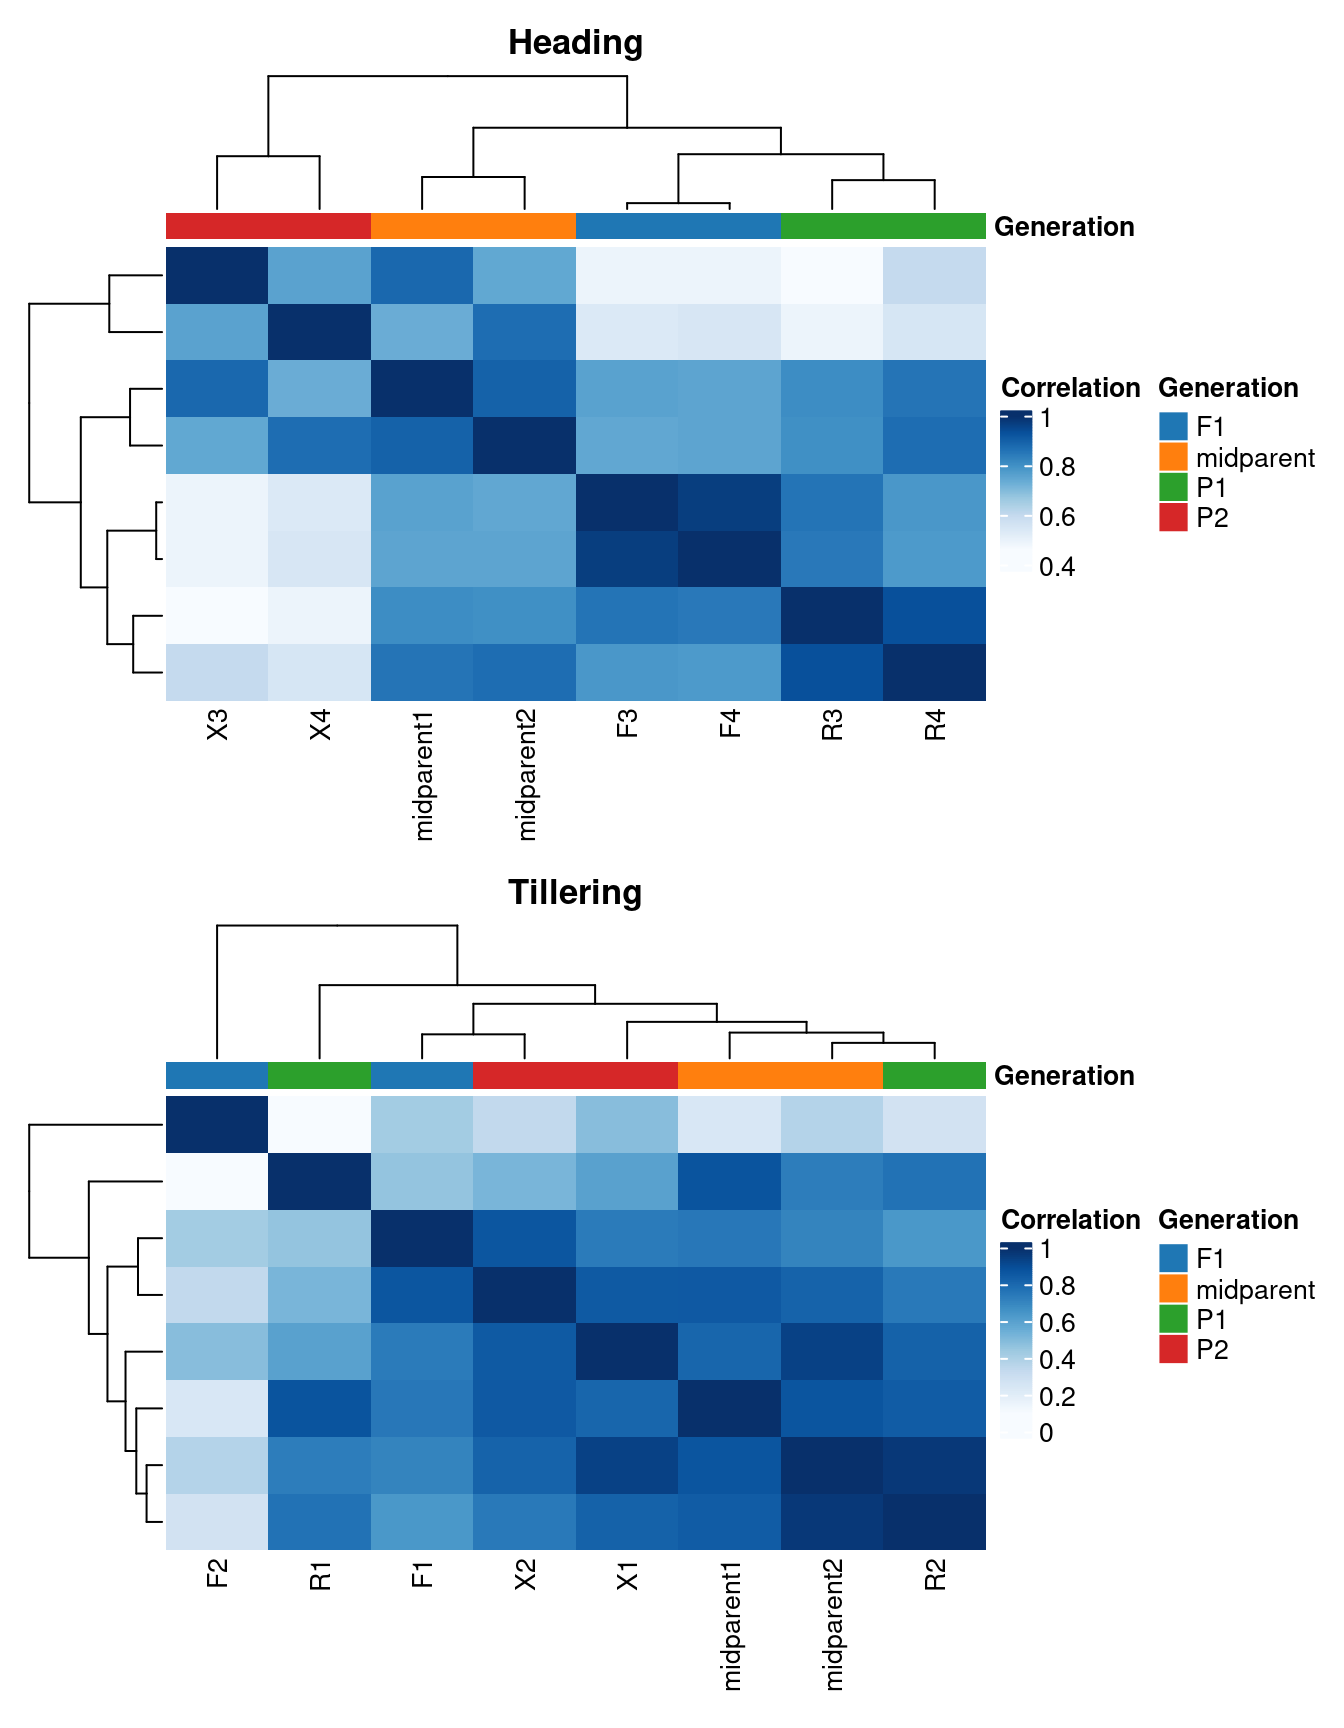 Heading
Generation
Correlation Generation
1
0.8
0.6
0.4
F1
midparent
P1
P2
X3 X4 midparent1 midparent2 F3 F4 R3 R4
Tillering
Generation
Correlation Generation
1
0.8
0.6
0.4
0.2
0
F1
midparent
P1
P2
F2 R1 F1 X2 X1 midparent1 midparent2 R2